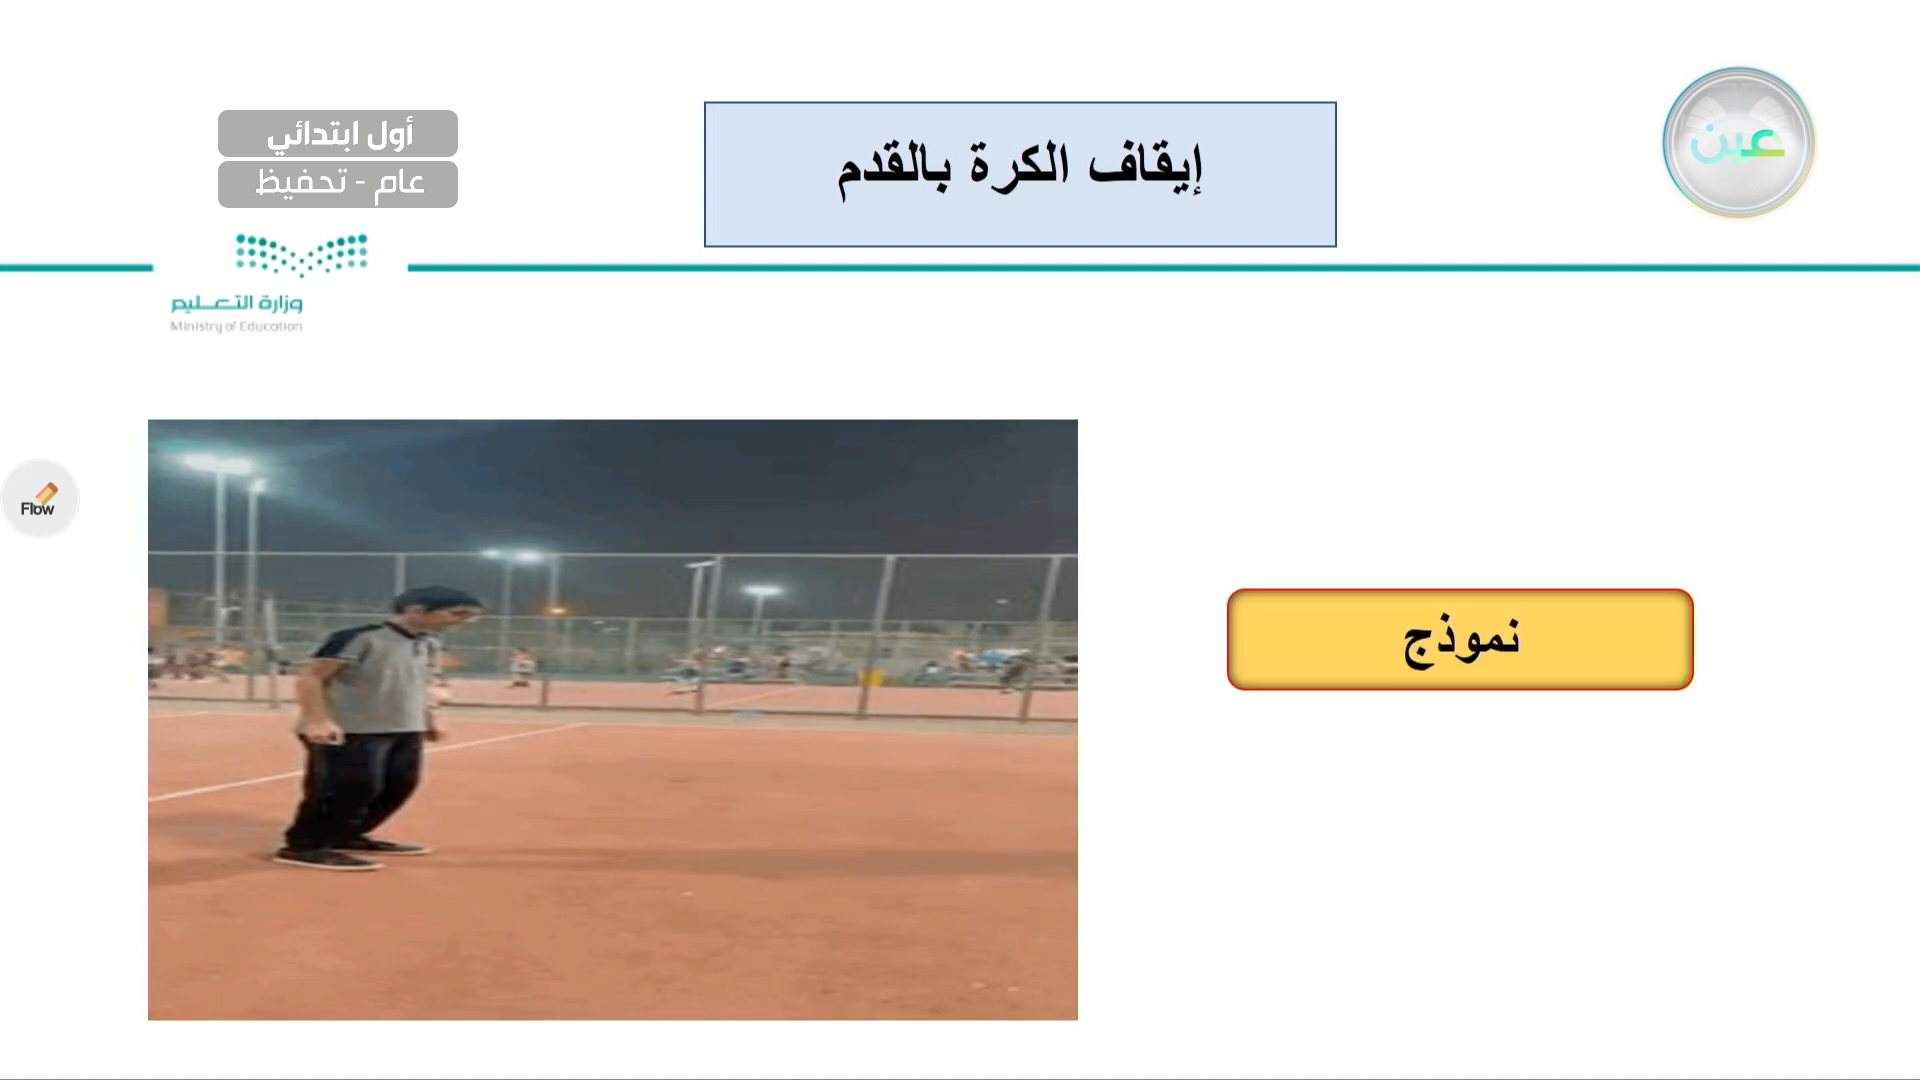 أول ابتدائي
عام - تحفيظ
إيقاف الكرة بالقدم
عين
وزارة التعليم
Ministry of Education
Flow
نموذج